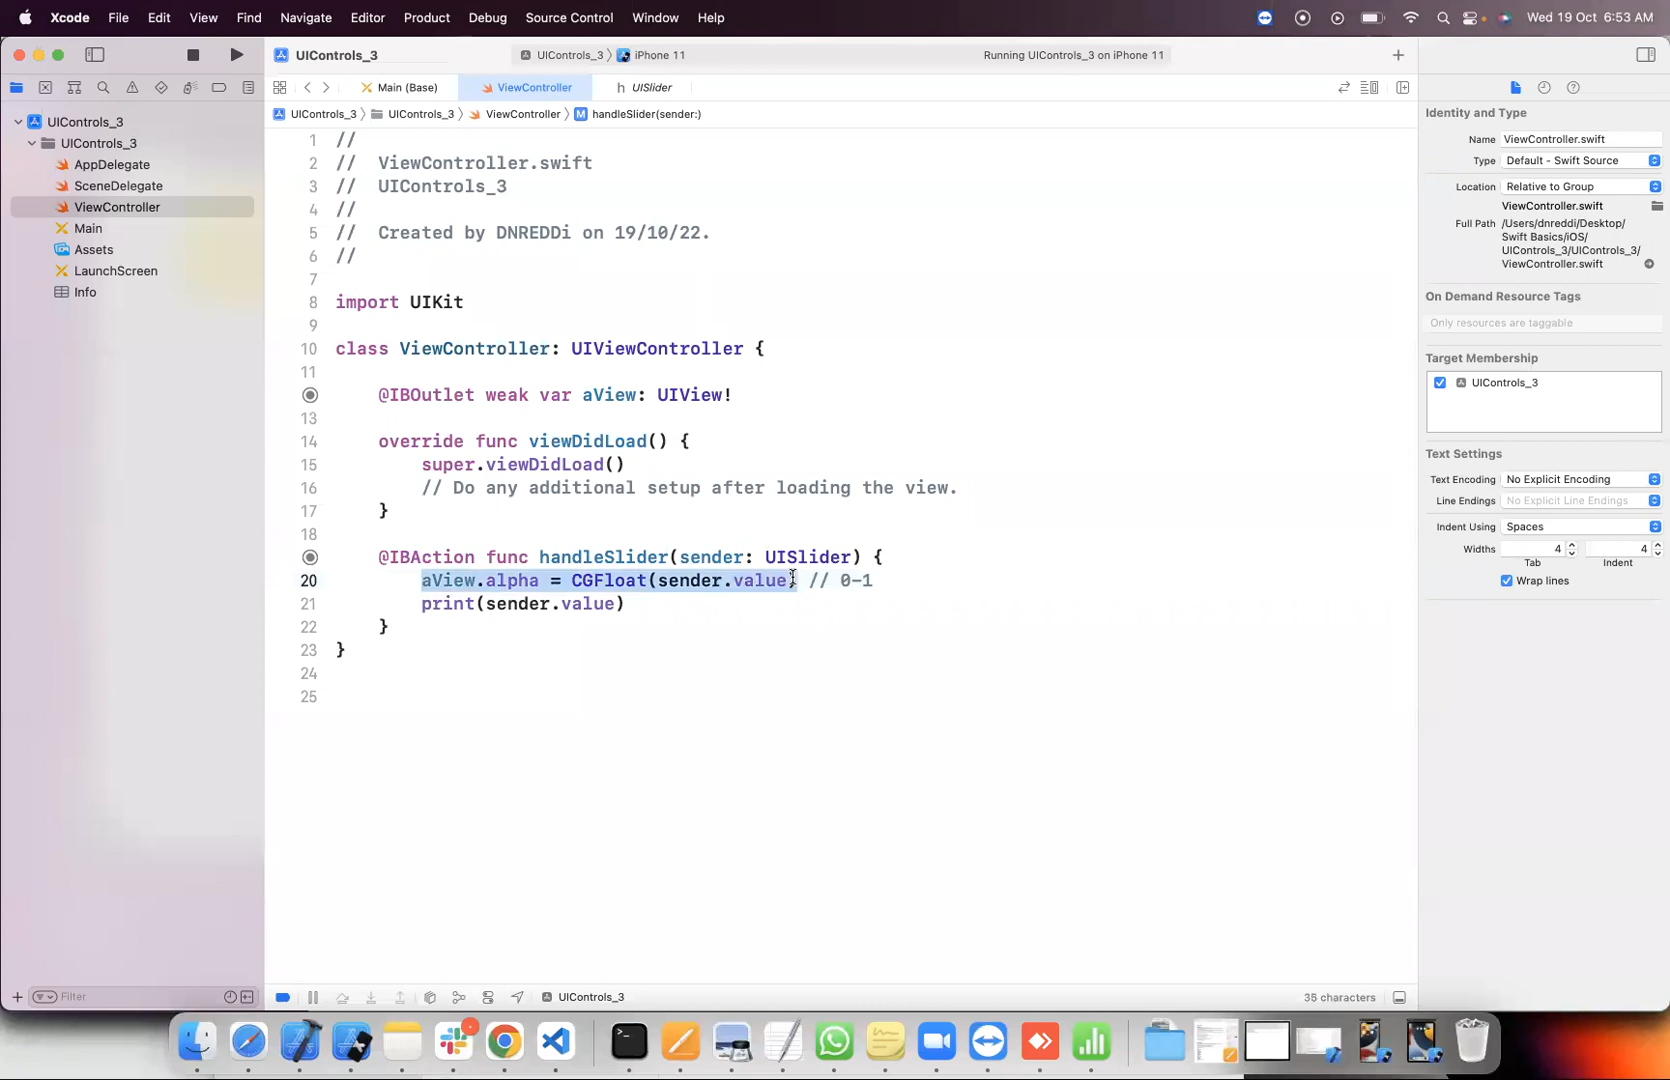 Xcode File Edit View Find Navigate Editor Product Debug Source Control Window Help Wed 19 Oct 6:53 AM
UIControls_3 UIControls_3 iPhone 11 Running UIControls_3 on iPhone 11
Main (Base) ViewController UISlider
UIControls_3 UIControls_3 ViewController M handleSlider(sender:)
UIControls_3
UIControls_3
AppDelegate
SceneDelegate
ViewController
Main
Assets
LaunchScreen
Info
Filter
1 //
2 // ViewController.swift
3 // UIControls_3
4 //
5 // Created by DNREDDi on 19/10/22.
6 //
7
8 import UIKit
9
10 class ViewController: UIViewController {
11
@IBOutlet weak var aView: UIView!
13
14 override func viewDidLoad() {
15 super.viewDidLoad()
16 // Do any additional setup after loading the view.
17 }
18
@IBAction func handleSlider(sender: UISlider) {
20 aView.alpha = CGFloat(sender.value) // 0-1
21 print(sender.value)
22 }
23 }
24
25
UIControls_3 35 characters
Identity and Type
Name ViewController.swift
Type Default - Swift Source
Location Relative to Group
ViewController.swift
Full Path /Users/dnreddi/Desktop/
Swift Basics/iOS/
UIControls_3/UIControls_3/
ViewController.swift
On Demand Resource Tags
Only resources are taggable
Target Membership
UIControls_3
Text Settings
Text Encoding No Explicit Encoding
Line Endings No Explicit Line Endings
Indent Using Spaces
Widths 4 4
Tab Indent
Wrap lines